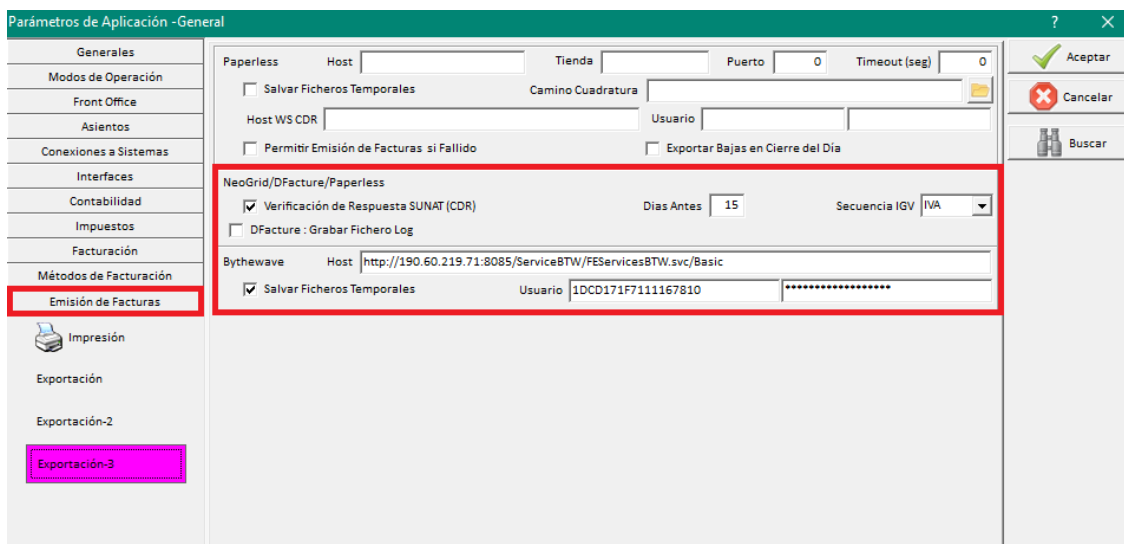 Parámetros de Aplicación -General ? X
Generales
Modos de Operación
Front Office
Asientos
Conexiones a Sistemas
Interfaces
Contabilidad
Impuestos
Facturación
Métodos de Facturación
Emisión de Facturas
Impresión
Exportación
Exportación-2
Exportación-3
Paperless Host Tienda Puerto 0 Timeout (seg) 0
Salvar Ficheros Temporales Camino Cuadratura
Host WS CDR Usuario
Permitir Emisión de Facturas si Fallido Exportar Bajas en Cierre del Día
NeoGrid/DFacture/Paperless
Verificación de Respuesta SUNAT (CDR) Dias Antes 15 Secuencia IGV IVA
DFacture : Grabar Fichero Log
Bythewave Host http://190.60.219.71:8085/ServiceBTW/FEServicesBTW.svc/Basic
Salvar Ficheros Temporales Usuario 1DCD171F7111167810 ******************
Aceptar
Cancelar
Buscar